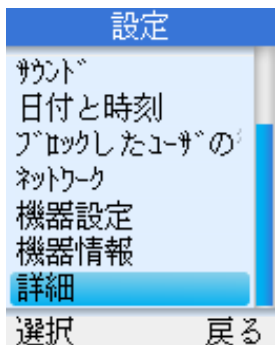 設定
ｻｳﾝﾄﾞ
日付と時刻
ﾌﾞﾛｯｸしたﾕｰｻﾞの
ﾈｯﾄﾜｰｸ
機器設定
機器情報
詳細
選択 戻る